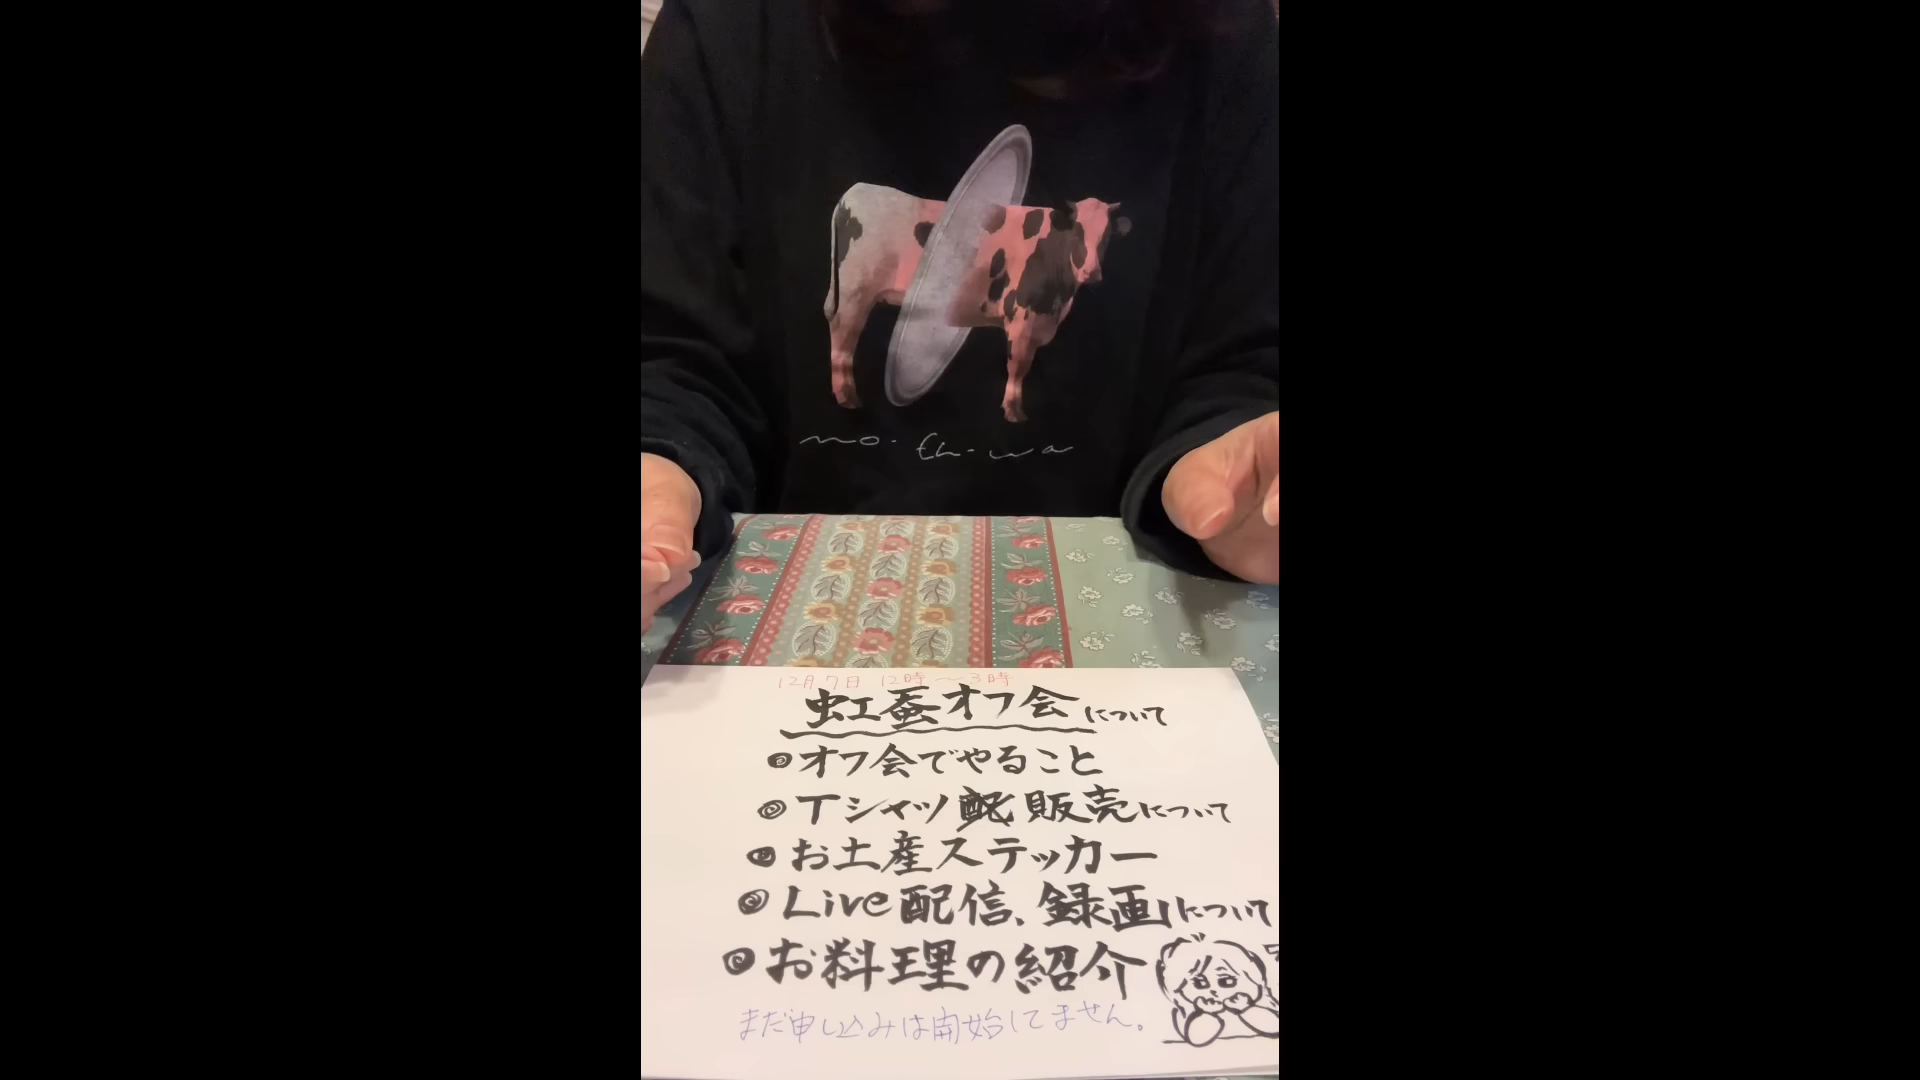 mo-th-wa
12月7日 12時～3時
虹蚕オフ会について
オフ会でやること
Tシャツ 販売について
お土産ステッカー
Live配信、録画について
お料理の紹介
まだ申し込みは開始してません。